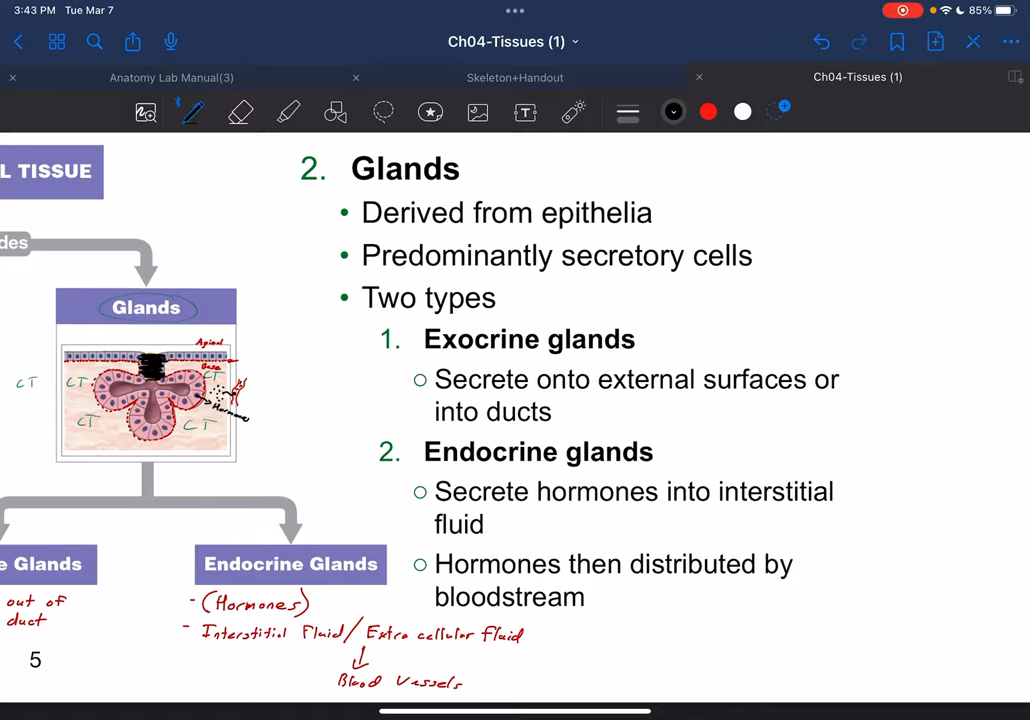 3:43 PM Tue Mar 7
85%
Ch04-Tissues (1)
Anatomy Lab Manual(3)
Skeleton+Handout
Ch04-Tissues (1)
L TISSUE
des
Glands
Apical
Base
CT
CT
CT
CT
CT
Hormones
e Glands
Endocrine Glands
out of
duct
- (Hormones)
- Interstitial Fluid/Extra cellular fluid
Blood Vessels
5
2. Glands
• Derived from epithelia
• Predominantly secretory cells
• Two types
1. Exocrine glands
○ Secrete onto external surfaces or
into ducts
2. Endocrine glands
○ Secrete hormones into interstitial
fluid
○ Hormones then distributed by
bloodstream